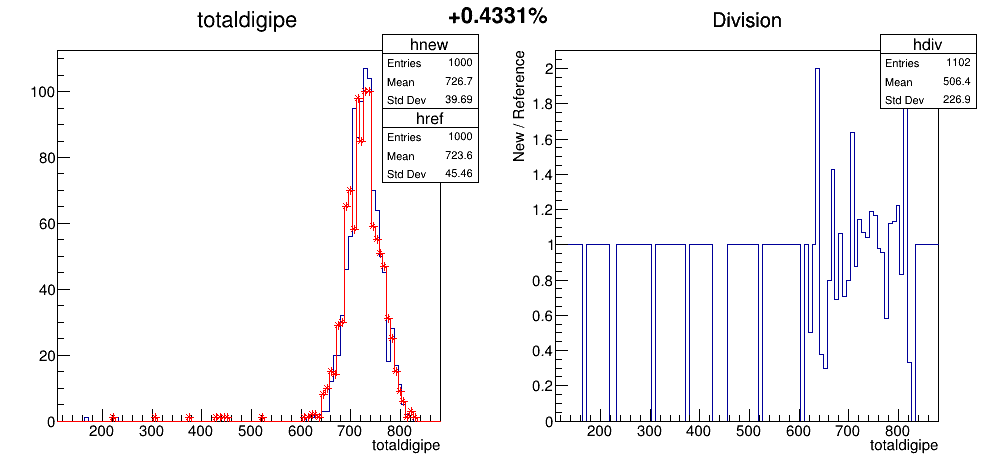 +0.4331%
totaldigipe
hnew
Entries 1000
Mean 726.7
Std Dev 39.69
href
Entries 1000
Mean 723.6
Std Dev 45.46
100
80
60
40
20
0
200 300 400 500 600 700 800
totaldigipe
Division
hdiv
Entries 1102
Mean 506.4
Std Dev 226.9
New / Reference
2
1.8
1.6
1.4
1.2
1
0.8
0.6
0.4
0.2
0
200 300 400 500 600 700 800
totaldigipe